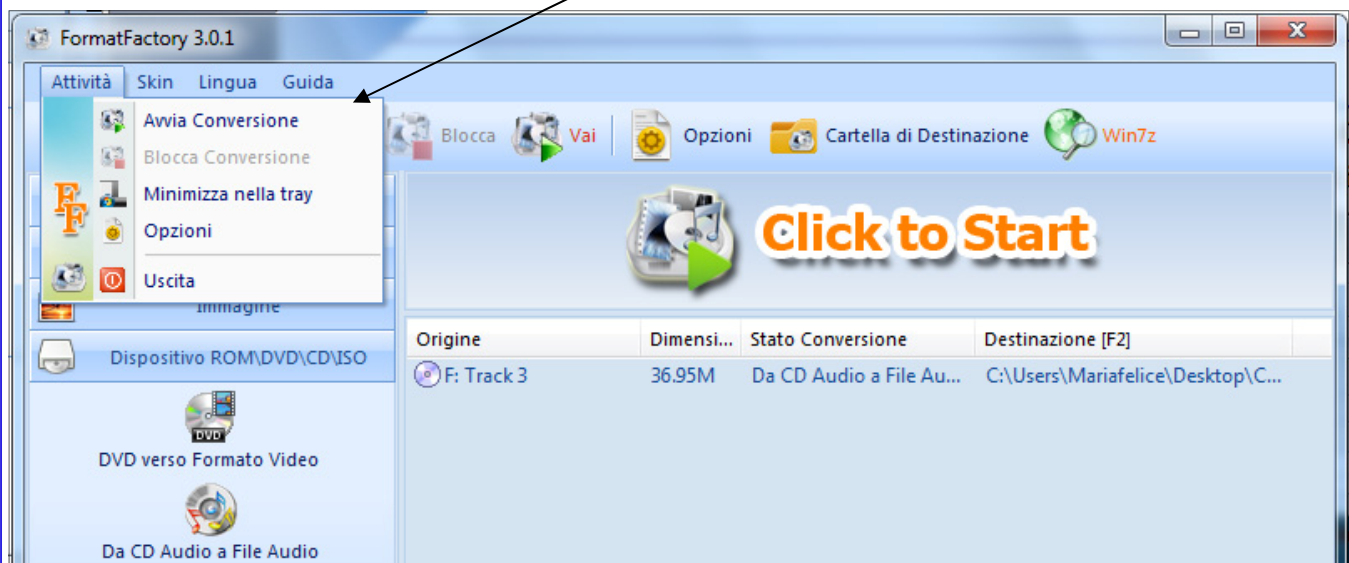 FormatFactory 3.0.1
Attività Skin Lingua Guida
Avvia Conversione
Blocca Conversione
Minimizza nella tray
Opzioni
Uscita
Blocca Vai Opzioni Cartella di Destinazione Win7z
FF
Click to Start
Immagine
Dispositivo ROM\DVD\CD\ISO
DVD
DVD verso Formato Video
Da CD Audio a File Audio
Origine Dimensi... Stato Conversione Destinazione [F2]
F: Track 3 36.95M Da CD Audio a File Au... C:\Users\Mariafelice\Desktop\C...